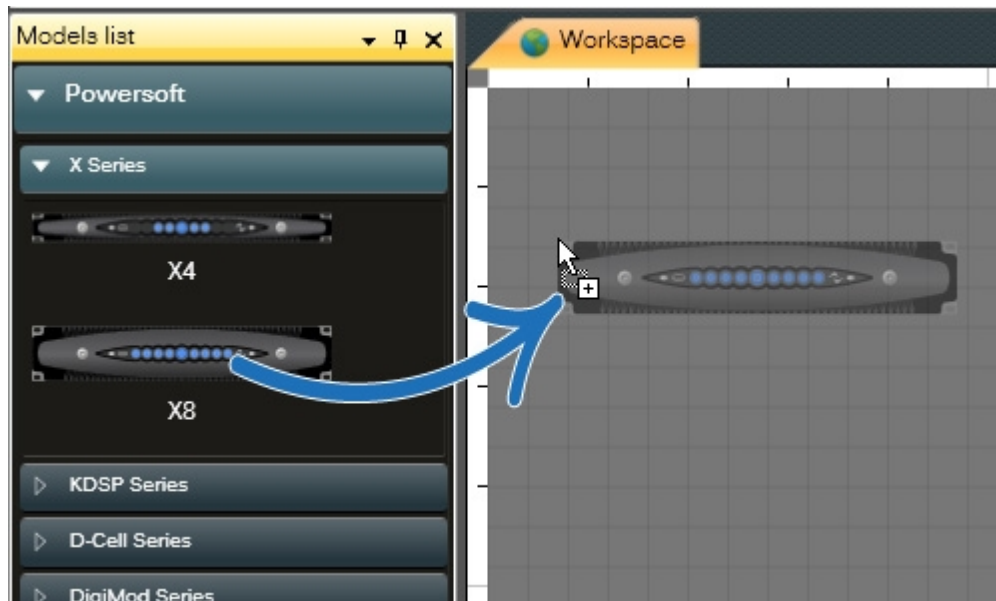 Models list
Powersoft
X Series
X4
X8
KDSP Series
D-Cell Series
DigiMod Series
Workspace